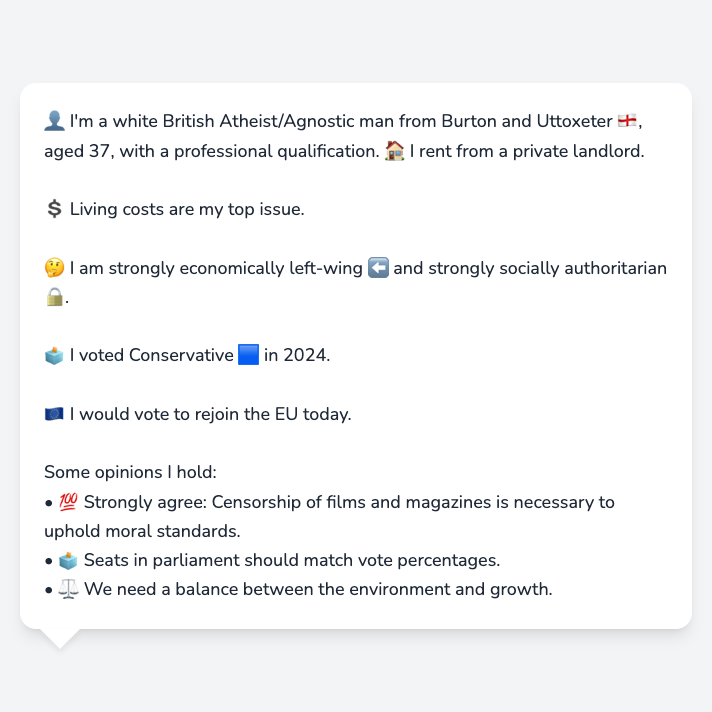 👤 I'm a white British Atheist/Agnostic man from Burton and Uttoxeter 🏴󠁧󠁢󠁥󠁮󠁧󠁿,
aged 37, with a professional qualification. 🏠 I rent from a private landlord.
💲 Living costs are my top issue.
🤔 I am strongly economically left-wing ⬅️ and strongly socially authoritarian
🔒.
🗳️ I voted Conservative 🟦 in 2024.
🇪🇺 I would vote to rejoin the EU today.
Some opinions I hold:
• 💯 Strongly agree: Censorship of films and magazines is necessary to
uphold moral standards.
• 🗳️ Seats in parliament should match vote percentages.
• ⚖️ We need a balance between the environment and growth.